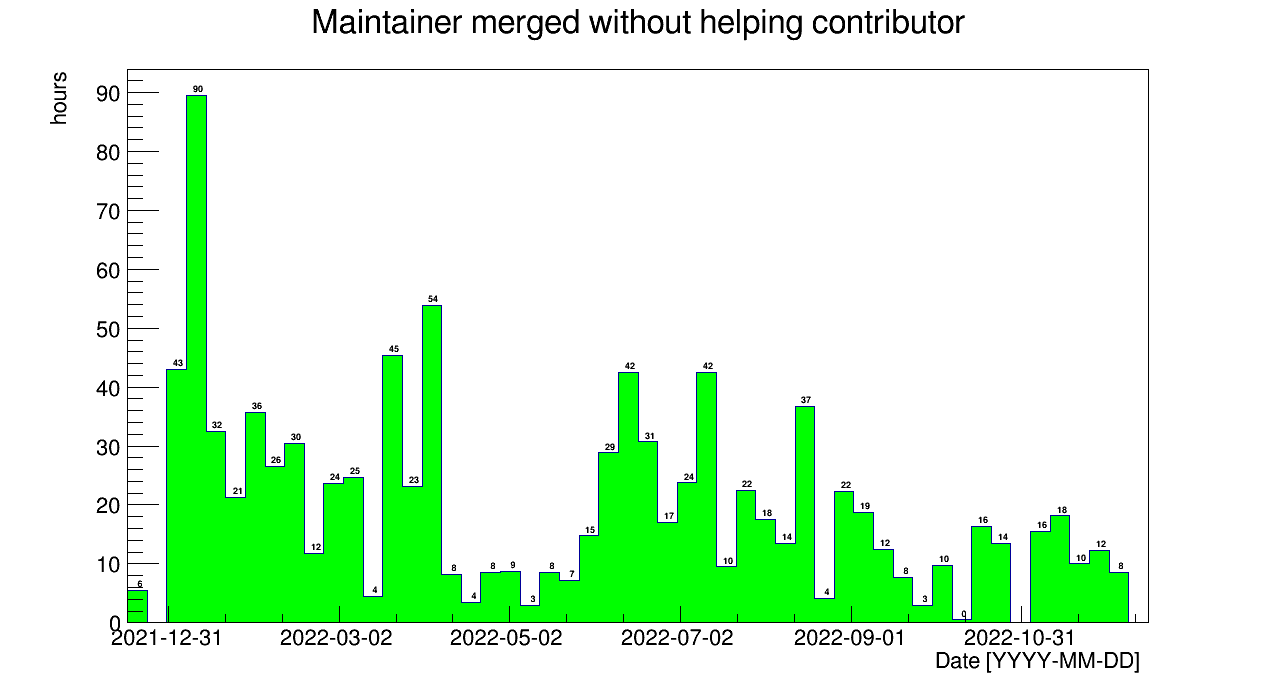 Maintainer merged without helping contributor
hours
90
80
70
60
50
40
30
20
10
0
6 43 90 32 21 36 26 30 12 24 25 4 45 23 54 8 4 8 9 3 8 7 15 29 42 31 17 24 42 10 22 18 14 37 4 22 19 12 8 3 10 0 16 14 16 18 10 12 8
2021-12-31 2022-03-02 2022-05-02 2022-07-02 2022-09-01 2022-10-31
Date [YYYY-MM-DD]